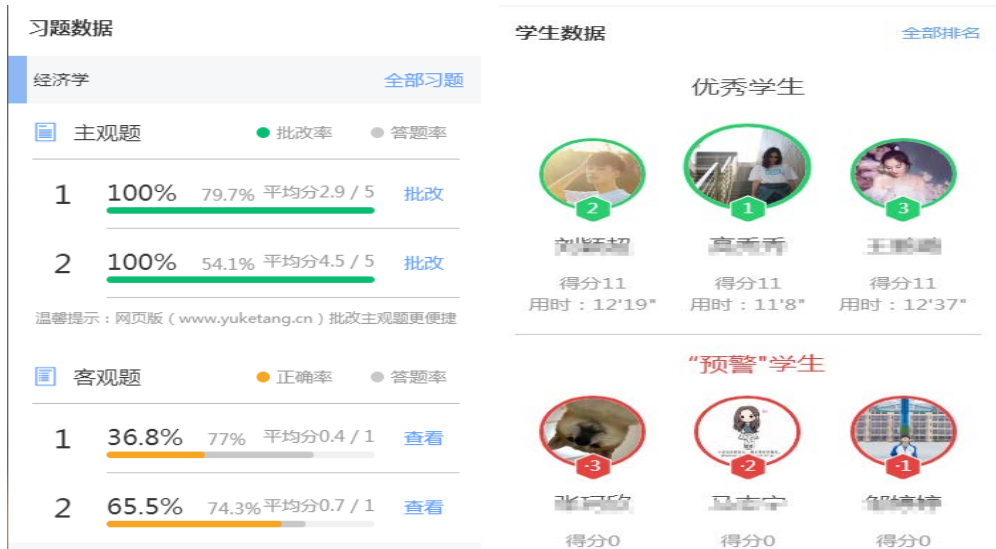 习题数据
经济学 全部习题
主观题 批改率 答题率
1 100% 79.7% 平均分2.9 / 5 批改
2 100% 54.1% 平均分4.5 / 5 批改
温馨提示：网页版（www.yuketang.cn）批改主观题更便捷
客观题 正确率 答题率
1 36.8% 77% 平均分0.4 / 1 查看
2 65.5% 74.3% 平均分0.7 / 1 查看
学生数据 全部排名
优秀学生
2 1 3
得分11 得分11 得分11
用时：12'19" 用时：11'8" 用时：12'37"
“预警"学生
-3 -2 -1
得分0 得分0 得分0